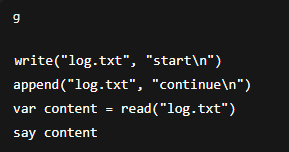 g
write("log.txt", "start\n")
append("log.txt", "continue\n")
var content = read("log.txt")
say content